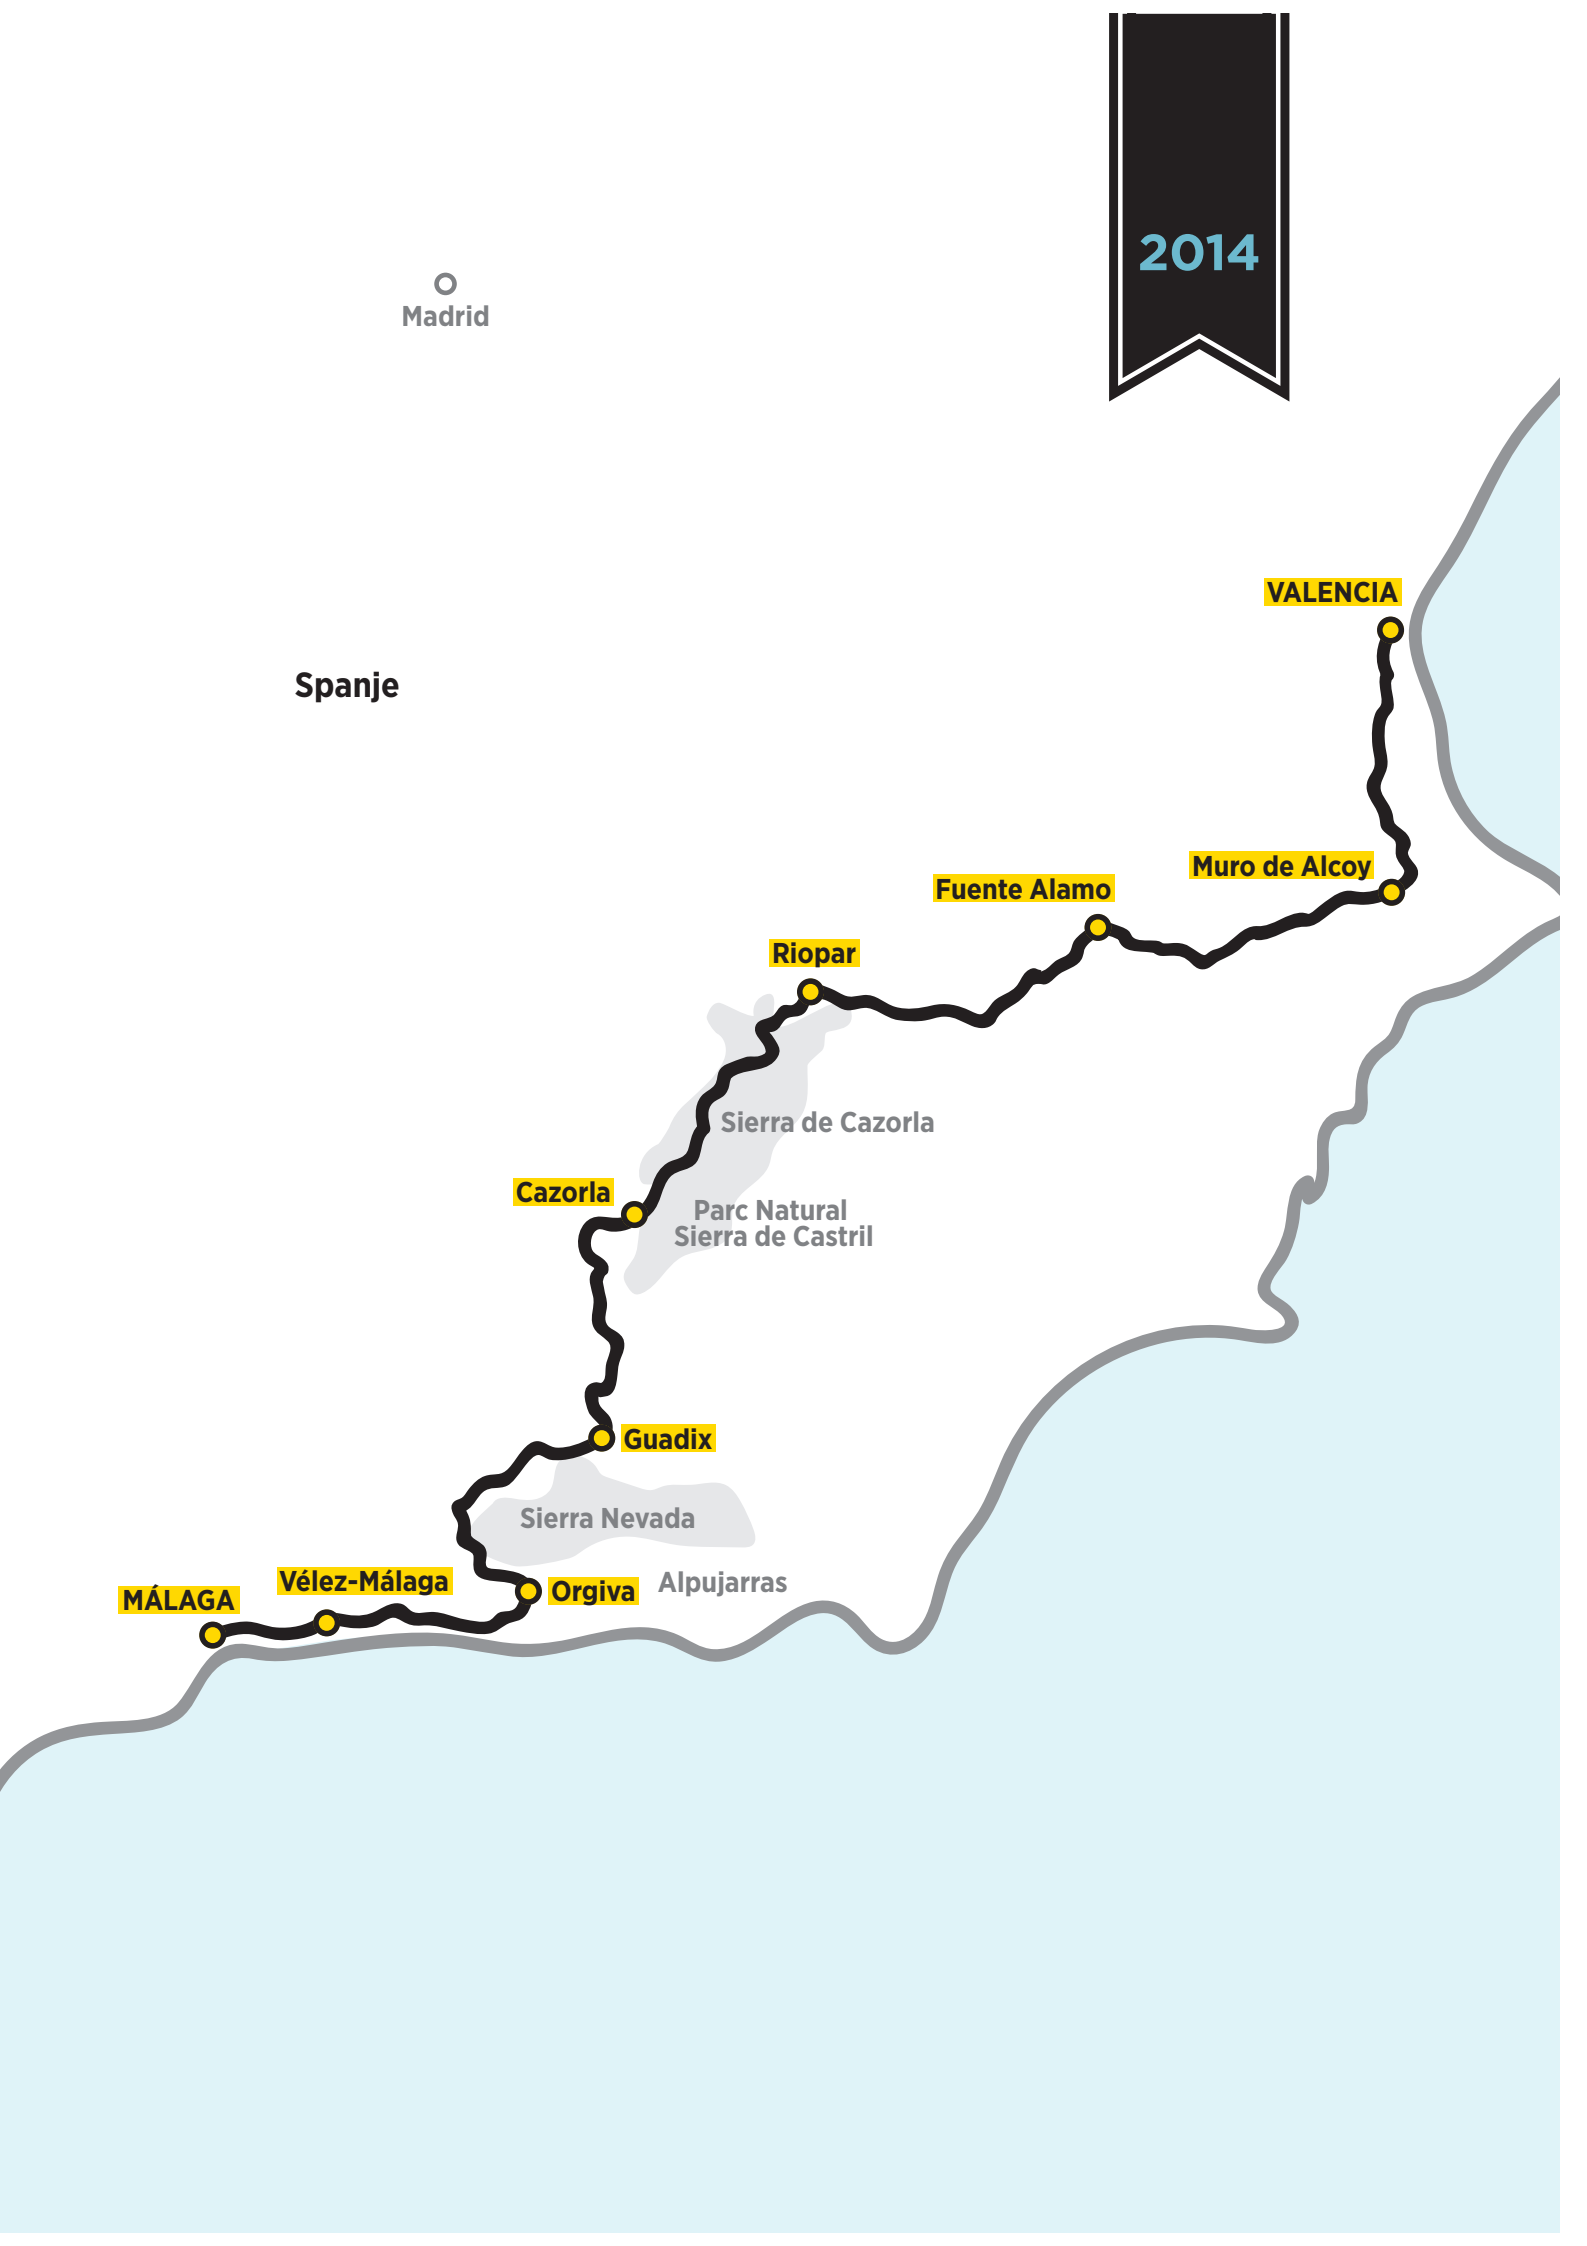 2014
Madrid
VALENCIA
Spanje
Muro de Alcoy
Fuente Alamo
Riopar
Sierra de Cazorla
Cazorla
Parc Natural
Sierra de Castril
Guadix
Sierra Nevada
Vélez-Málaga
Alpujarras
Orgiva
MÁLAGA